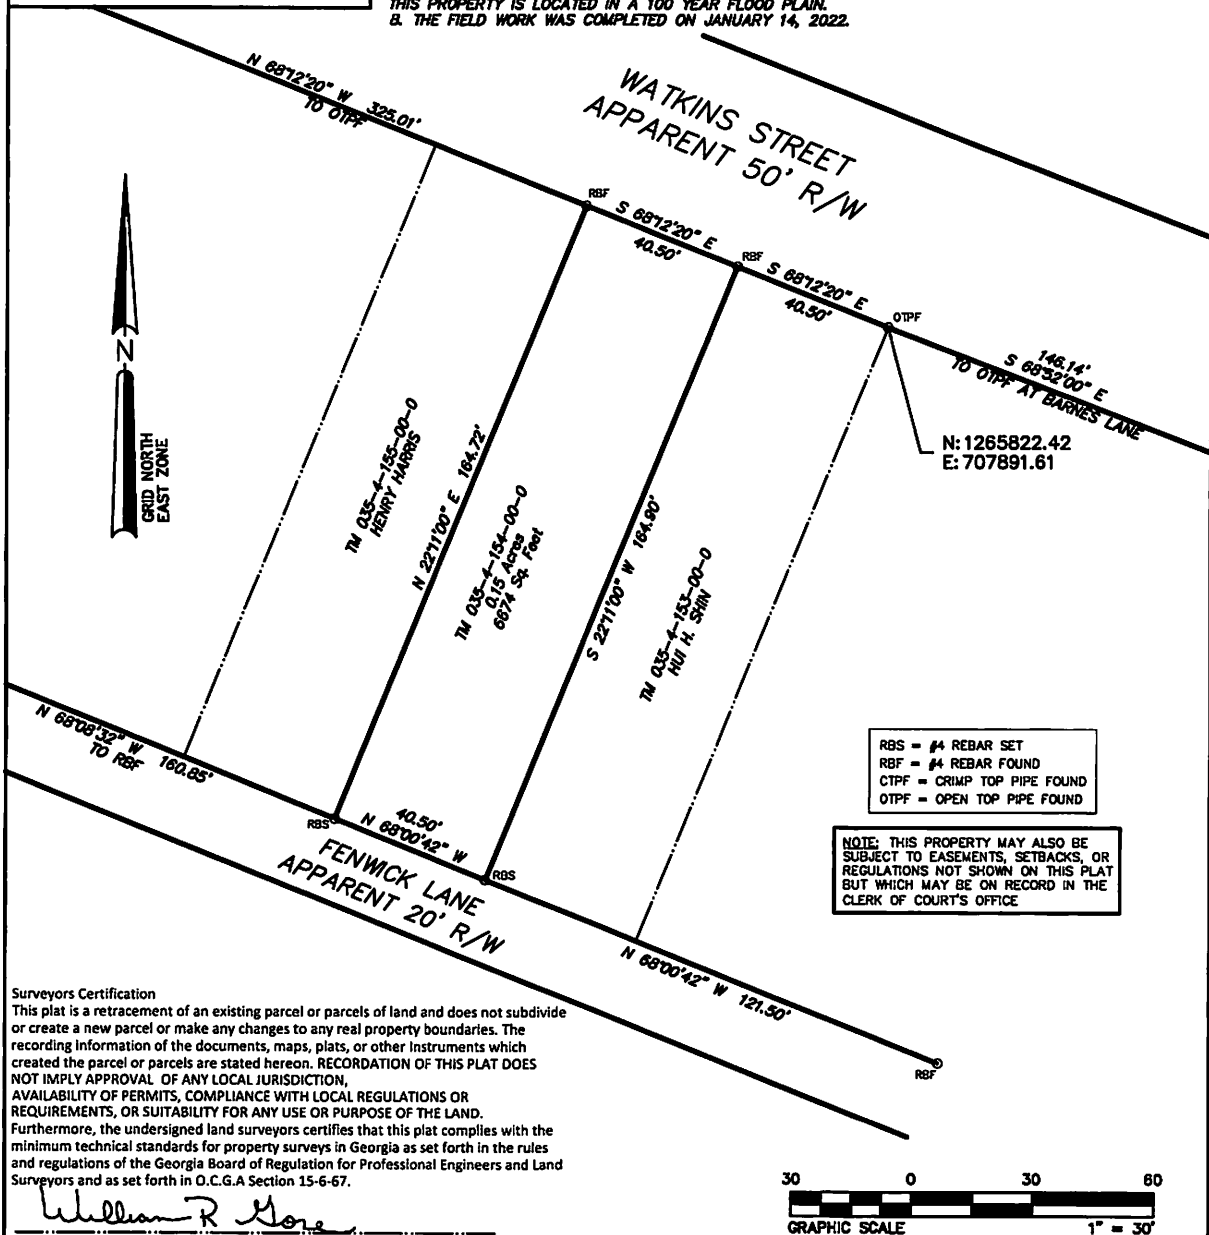 THIS PROPERTY IS LOCATED IN A 100 YEAR FLOOD PLAIN.
8. THE FIELD WORK WAS COMPLETED ON JANUARY 14, 2022.
WATKINS STREET
APPARENT 50' R/W
N 68°12'20" W 325.01'
TO OTPF
RBF
S 68°12'20" E
40.50'
RBF
S 68°12'20" E
40.50'
OTPF
146.14'
S 68°52'00" E
TO OTPF AT BARNES LANE
N: 1265822.42
E: 707891.61
N
GRID NORTH
EAST ZONE
TM 035-4-155-00-0
HENRY HARRIS
N 22°11'00" E 164.72'
TM 035-4-154-00-0
0.15 Acres
6674 Sq. Feet
S 22°11'00" W 164.90'
TM 035-4-153-00-0
HUI H. SHIN
N 68°08'32" W 160.85'
TO RBF
RBS
40.50'
N 68°00'42" W
RBS
FENWICK LANE
APPARENT 20' R/W
N 68°00'42" W 121.50'
RBF
RBS = #4 REBAR SET
RBF = #4 REBAR FOUND
CTPF = CRIMP TOP PIPE FOUND
OTPF = OPEN TOP PIPE FOUND
NOTE: THIS PROPERTY MAY ALSO BE
SUBJECT TO EASEMENTS, SETBACKS, OR
REGULATIONS NOT SHOWN ON THIS PLAT
BUT WHICH MAY BE ON RECORD IN THE
CLERK OF COURT'S OFFICE
Surveyors Certification
This plat is a retracement of an existing parcel or parcels of land and does not subdivide
or create a new parcel or make any changes to any real property boundaries. The
recording information of the documents, maps, plats, or other instruments which
created the parcel or parcels are stated hereon. RECORDATION OF THIS PLAT DOES
NOT IMPLY APPROVAL OF ANY LOCAL JURISDICTION,
AVAILABILITY OF PERMITS, COMPLIANCE WITH LOCAL REGULATIONS OR
REQUIREMENTS, OR SUITABILITY FOR ANY USE OR PURPOSE OF THE LAND.
Furthermore, the undersigned land surveyors certifies that this plat complies with the
minimum technical standards for property surveys in Georgia as set forth in the rules
and regulations of the Georgia Board of Regulation for Professional Engineers and Land
Surveyors and as set forth in O.C.G.A Section 15-6-67.
William R Gore
30 0 30 60
GRAPHIC SCALE 1" = 30'